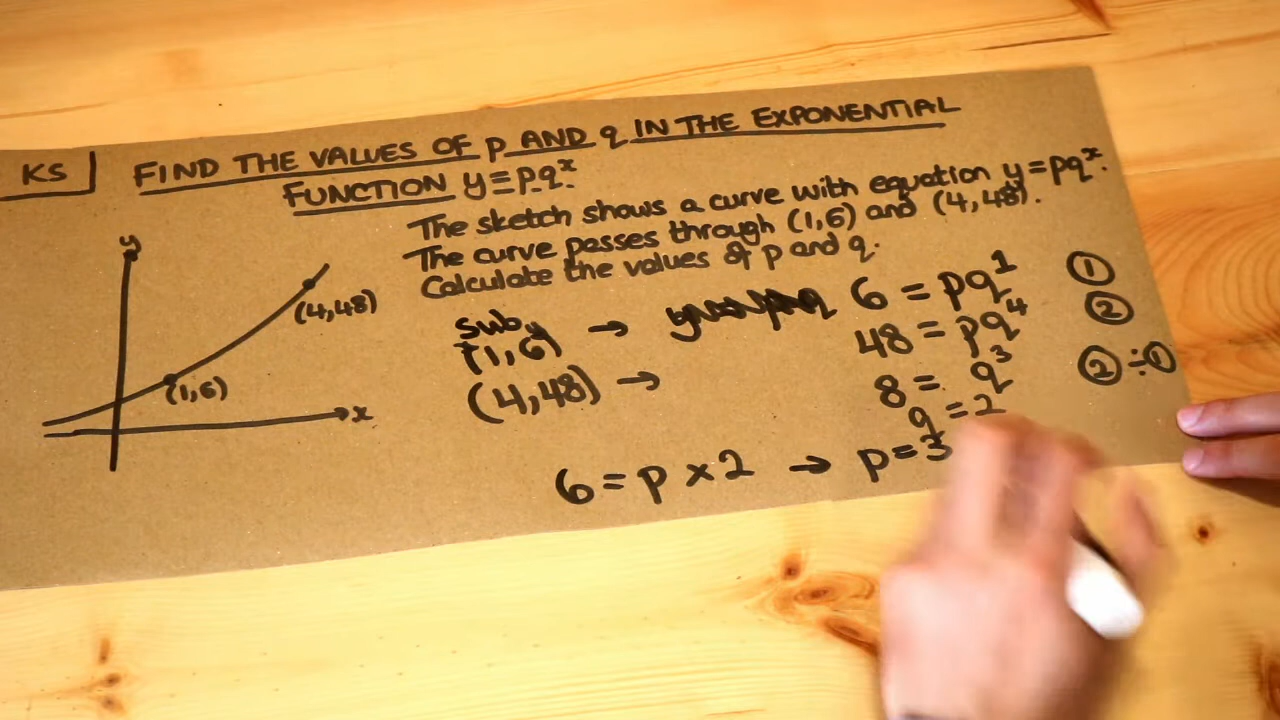 KS
FIND THE VALUES OF p AND q IN THE EXPONENTIAL
FUNCTION y = pq^x.
The sketch shows a curve with equation y = pq^x.
The curve passes through (1,6) and (4,48).
Calculate the values of p and q.
y
(4,48)
(1,6)
x
sub
(1,6) → 6 = pq^1 ①
(4,48) → 48 = pq^4 ②
8 = q^3 ②÷①
q = 2
6 = p × 2 → p = 3